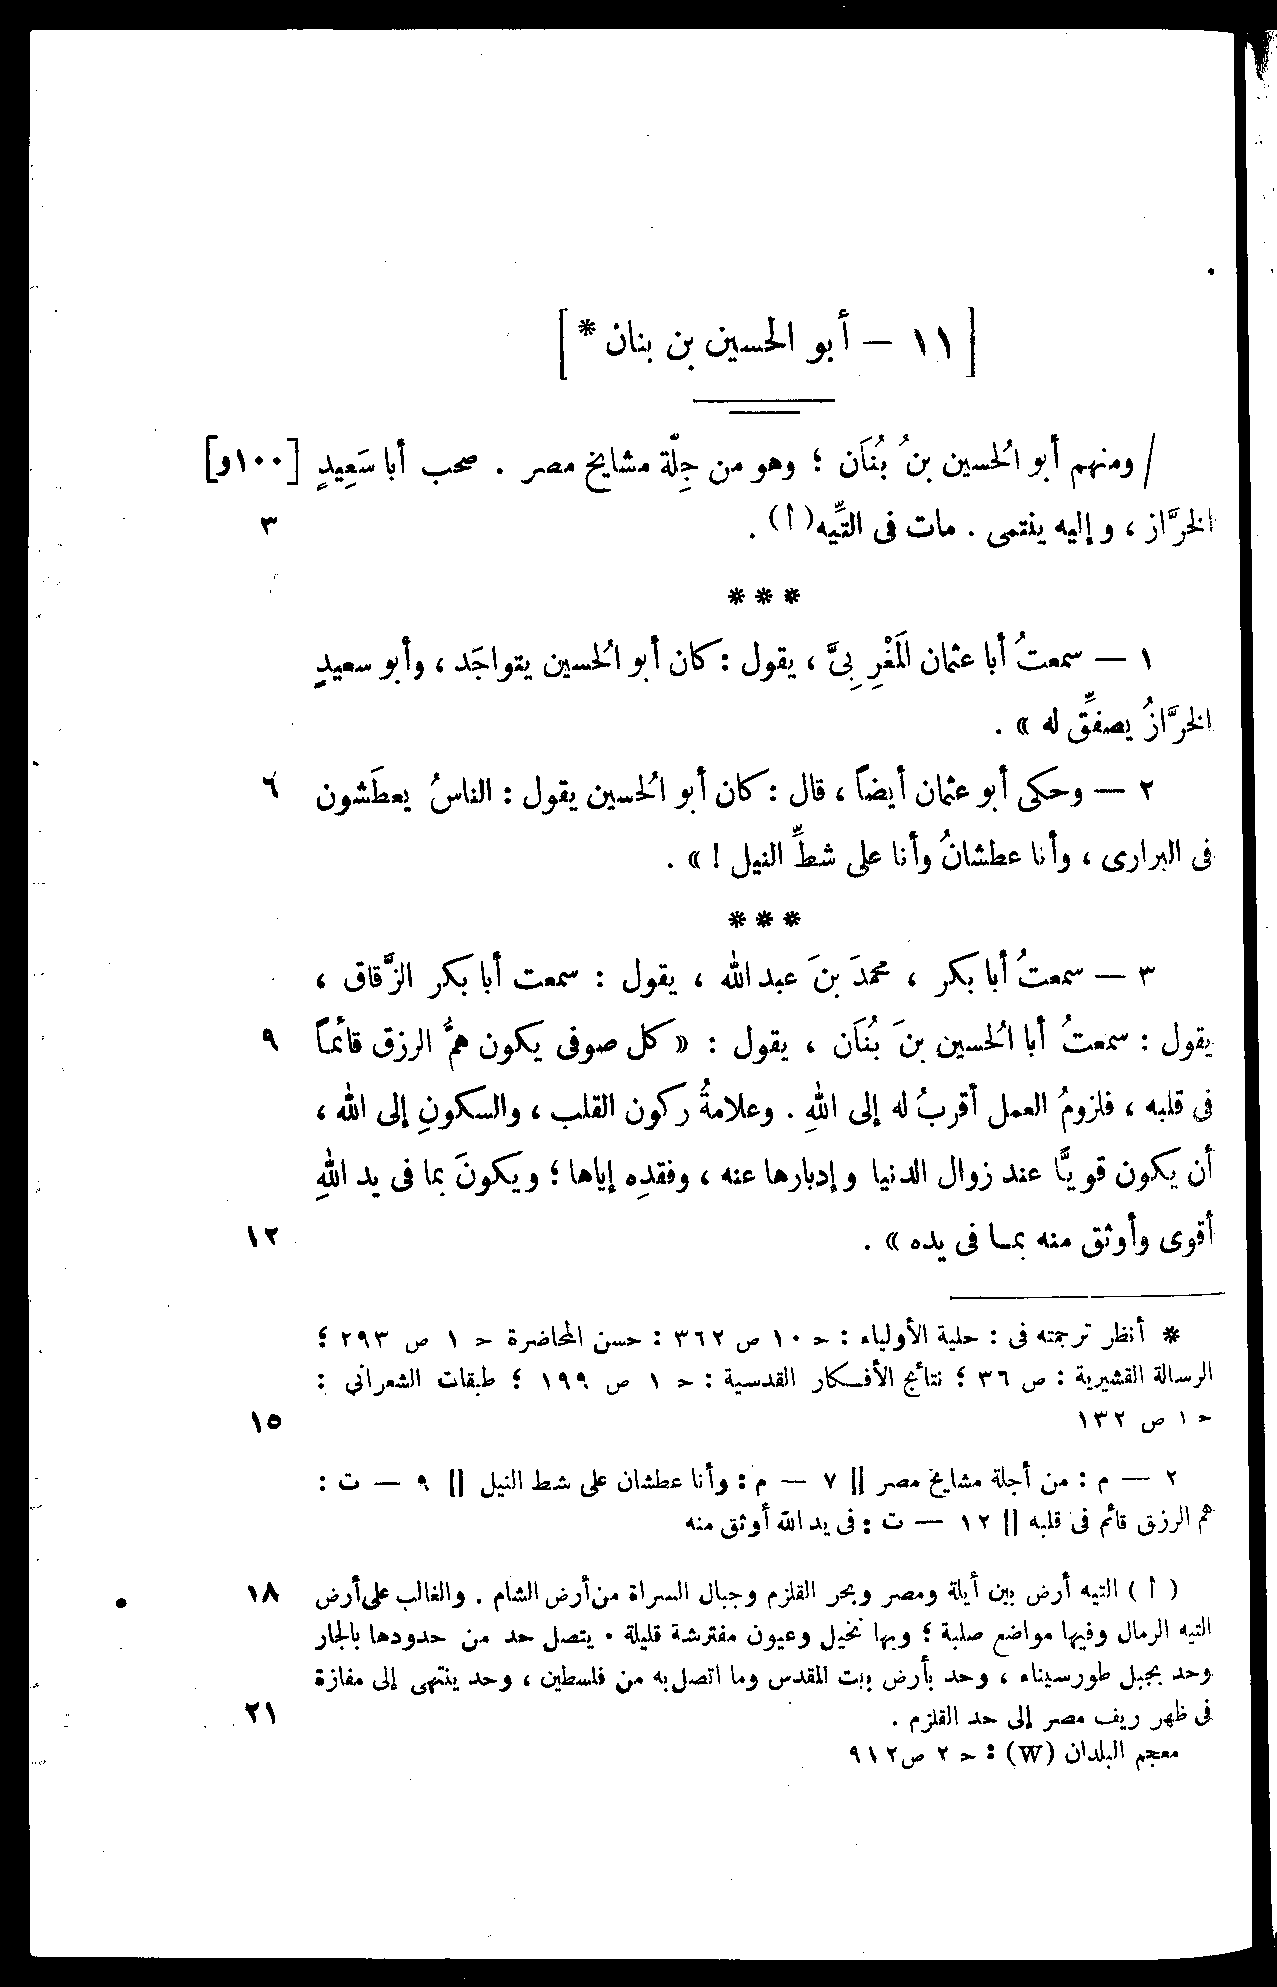 [ ١١ — أبو الحسين بن بنان * ]
/ ومنهم أبو الحسين بنُ بُنَان ؛ وهو من جِلّة مشايخ مصر . صحب أبا سَعِيدٍ [١٠٠و]
الخرَّاز ، وإليه ينتمى . مات فى التِّيه(أ) . ٣
* * *
١ — سمعتُ أبا عثمان المَغْرِبِىَّ ، يقول : كان أبو الحسين يتواجَد ، وأبو سعيدٍ
الخرَّازُ يصفِّق له » .
٢ — وحكى أبو عثمان أيضاً ، قال : كان أبو الحسين يقول : الناسُ يعطَشون ٦
فى البرارى ، وأنا عطشانُ وأنا على شطِّ النيل ! » .
* * *
٣ — سمعتُ أبا بكر ، محمدَ بنَ عبد الله ، يقول : سمعت أبا بكر الزَّقاق ،
يقول : سمعتُ أبا الحسين بنَ بُنَان ، يقول : « كل صوفى يكون همُّ الرزق قائماً ٩
فى قلبه ، فلزومُ العمل أقربُ له إلى اللهِ . وعلامةُ ركون القلب ، والسكونِ إلى الله ،
أن يكون قويًّا عند زوال الدنيا وإدبارها عنه ، وفقدِه إياها ؛ ويكونَ بما فى يد اللهِ
أقوى وأوثق منه بما فى يده » . ١٢
* أنظر ترجمته فى : حلية الأولياء : ح ١٠ ص ٣٦٢ : حسن المحاضرة ح ١ ص ٢٩٣ ؛
الرسالة القشيرية : ص ٣٦ ؛ نتائج الأفكار القدسية : ح ١ ص ١٩٩ ؛ طبقات الشعرانى :
ح ١ ص ١٣٢ ١٥
٢ — م : من أجلة مشايخ مصر || ٧ — م : وأنا عطشان على شط النيل || ٩ — ت :
هم الرزق قائم فى قلبه || ١٢ — ت : فى يد الله أوثق منه
( أ ) التيه أرض بين أيلة ومصر وبحر القلزم وجبال السراة من أرض الشام . والغالب على أرض ١٨
التيه الرمال وفيها مواضع صلبة ؛ وبها نخيل وعيون مفترشة قليلة . يتصل حد من حدودها بالجار
وحد بجبل طورسيناء ، وحد بأرض بيت المقدس وما اتصل به من فلسطين ، وحد ينتهى إلى مفازة
فى ظهر ريف مصر إلى حد القلزم . ٢١
معجم البلدان (W) : ح ٢ ص ٩١٢